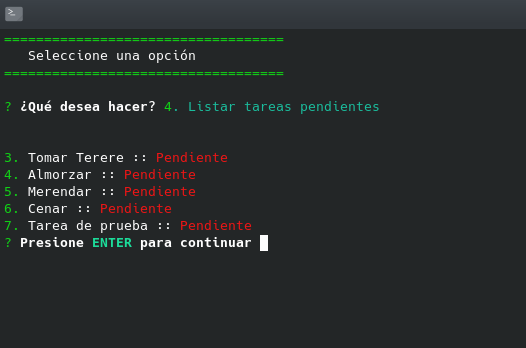 ===================================
Seleccione una opción
===================================
? ¿Qué desea hacer? 4. Listar tareas pendientes
3. Tomar Terere :: Pendiente
4. Almorzar :: Pendiente
5. Merendar :: Pendiente
6. Cenar :: Pendiente
7. Tarea de prueba :: Pendiente
? Presione ENTER para continuar